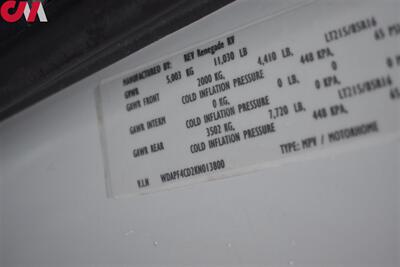 CM
MANUFACTURED BY: REV Renegade RV
GVWR 5,003 KG 11,030 LB
GAWR FRONT 2000 KG, 4,410 LB LT215/85R16
COLD INFLATION PRESSURE 448 KPA, 65 PSI
GAWR INTERM 0 KG, 0 LB 0
COLD INFLATION PRESSURE 0 KPA,
GAWR REAR 3502 KG, 7,720 LB LT215/85R16
COLD INFLATION PRESSURE 448 KPA, 65
V.I.N WDAPF4CD2KN013800 TYPE: MPV / MOTORHOME